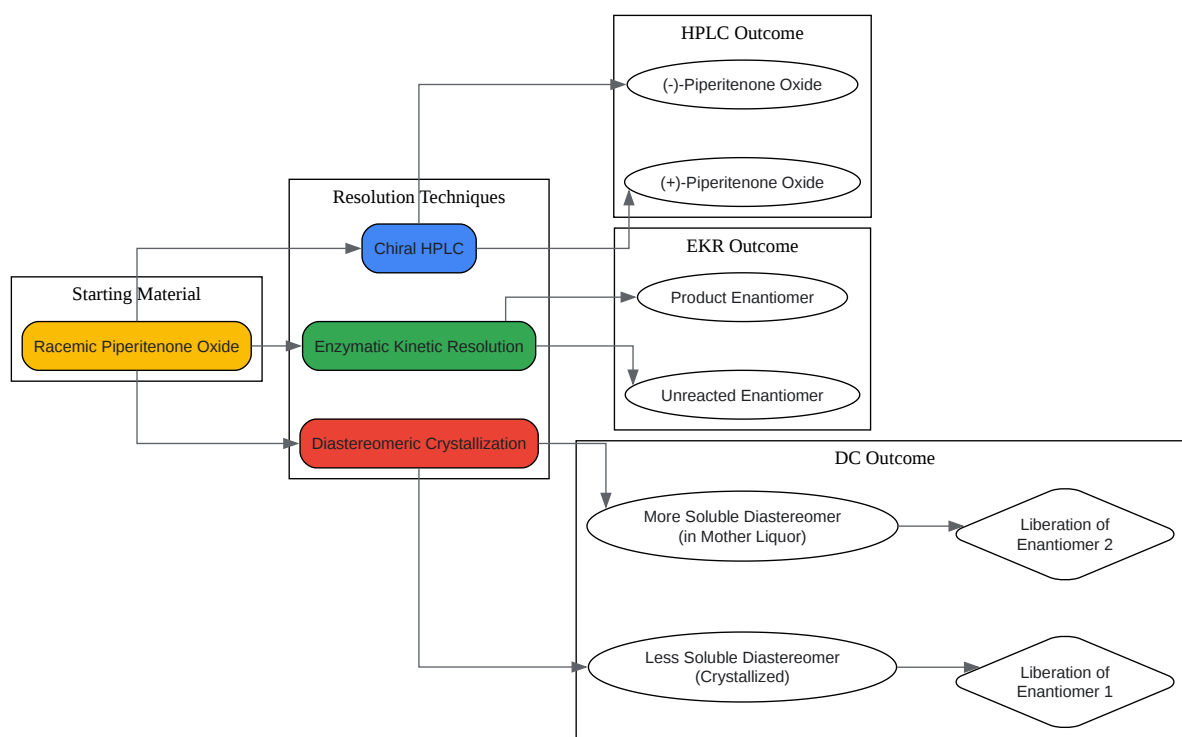 Starting Material
Racemic Piperitenone Oxide
Resolution Techniques
Chiral HPLC
Enzymatic Kinetic Resolution
Diastereomeric Crystallization
HPLC Outcome
(-)-Piperitenone Oxide
(+)-Piperitenone Oxide
EKR Outcome
Product Enantiomer
Unreacted Enantiomer
DC Outcome
More Soluble Diastereomer
(in Mother Liquor)
Liberation of
Enantiomer 2
Less Soluble Diastereomer
(Crystallized)
Liberation of
Enantiomer 1